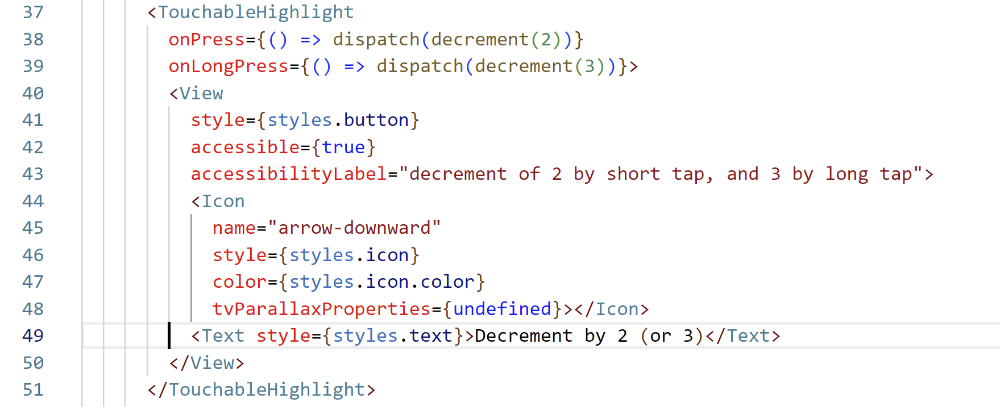 37 <TouchableHighlight
38 onPress={() => dispatch(decrement(2))}
39 onLongPress={() => dispatch(decrement(3))}>
40 <View
41 style={styles.button}
42 accessible={true}
43 accessibilityLabel="decrement of 2 by short tap, and 3 by long tap">
44 <Icon
45 name="arrow-downward"
46 style={styles.icon}
47 color={styles.icon.color}
48 tvParallaxProperties={undefined}></Icon>
49 <Text style={styles.text}>Decrement by 2 (or 3)</Text>
50 </View>
51 </TouchableHighlight>